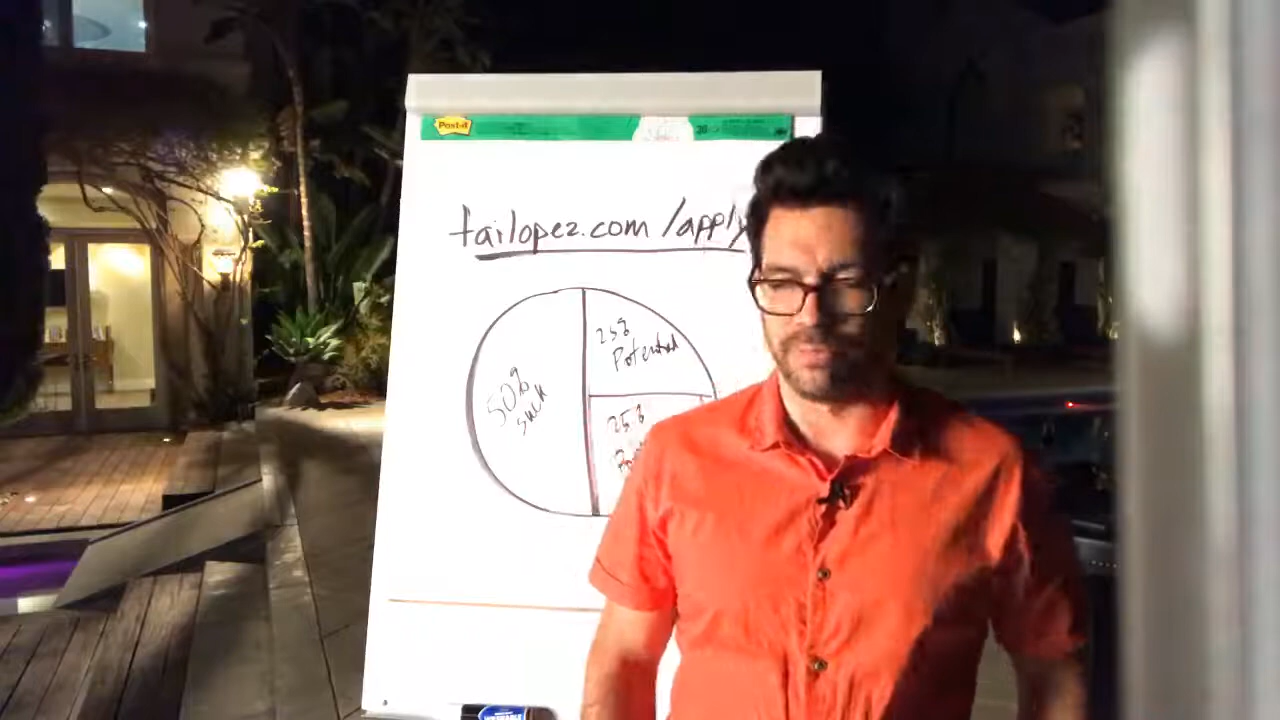 Post-it
tailopez.com/apply
25%
Potential
50%
suck
25%